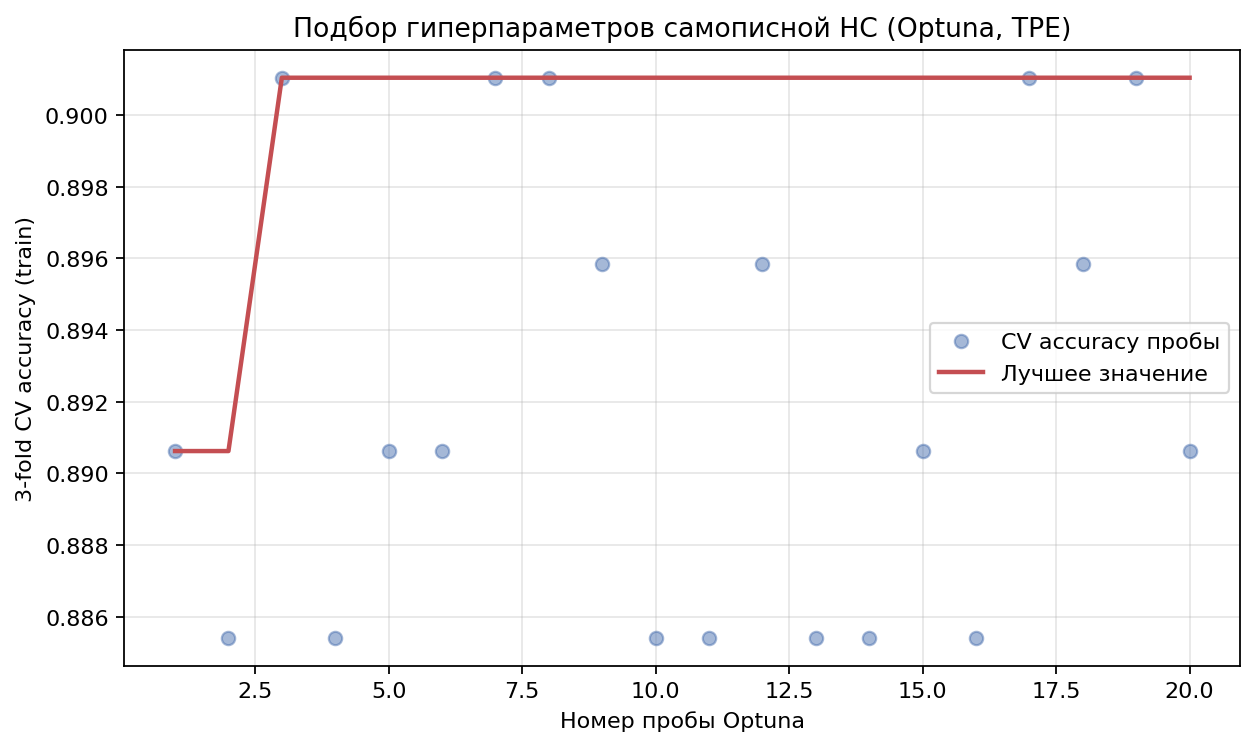 Подбор гиперпараметров самописной НС (Optuna, TPE)
3-fold CV accuracy (train)
0.900
0.898
0.896
0.894
0.892
0.890
0.888
0.886
CV accuracy пробы
Лучшее значение
2.5 5.0 7.5 10.0 12.5 15.0 17.5 20.0
Номер пробы Optuna